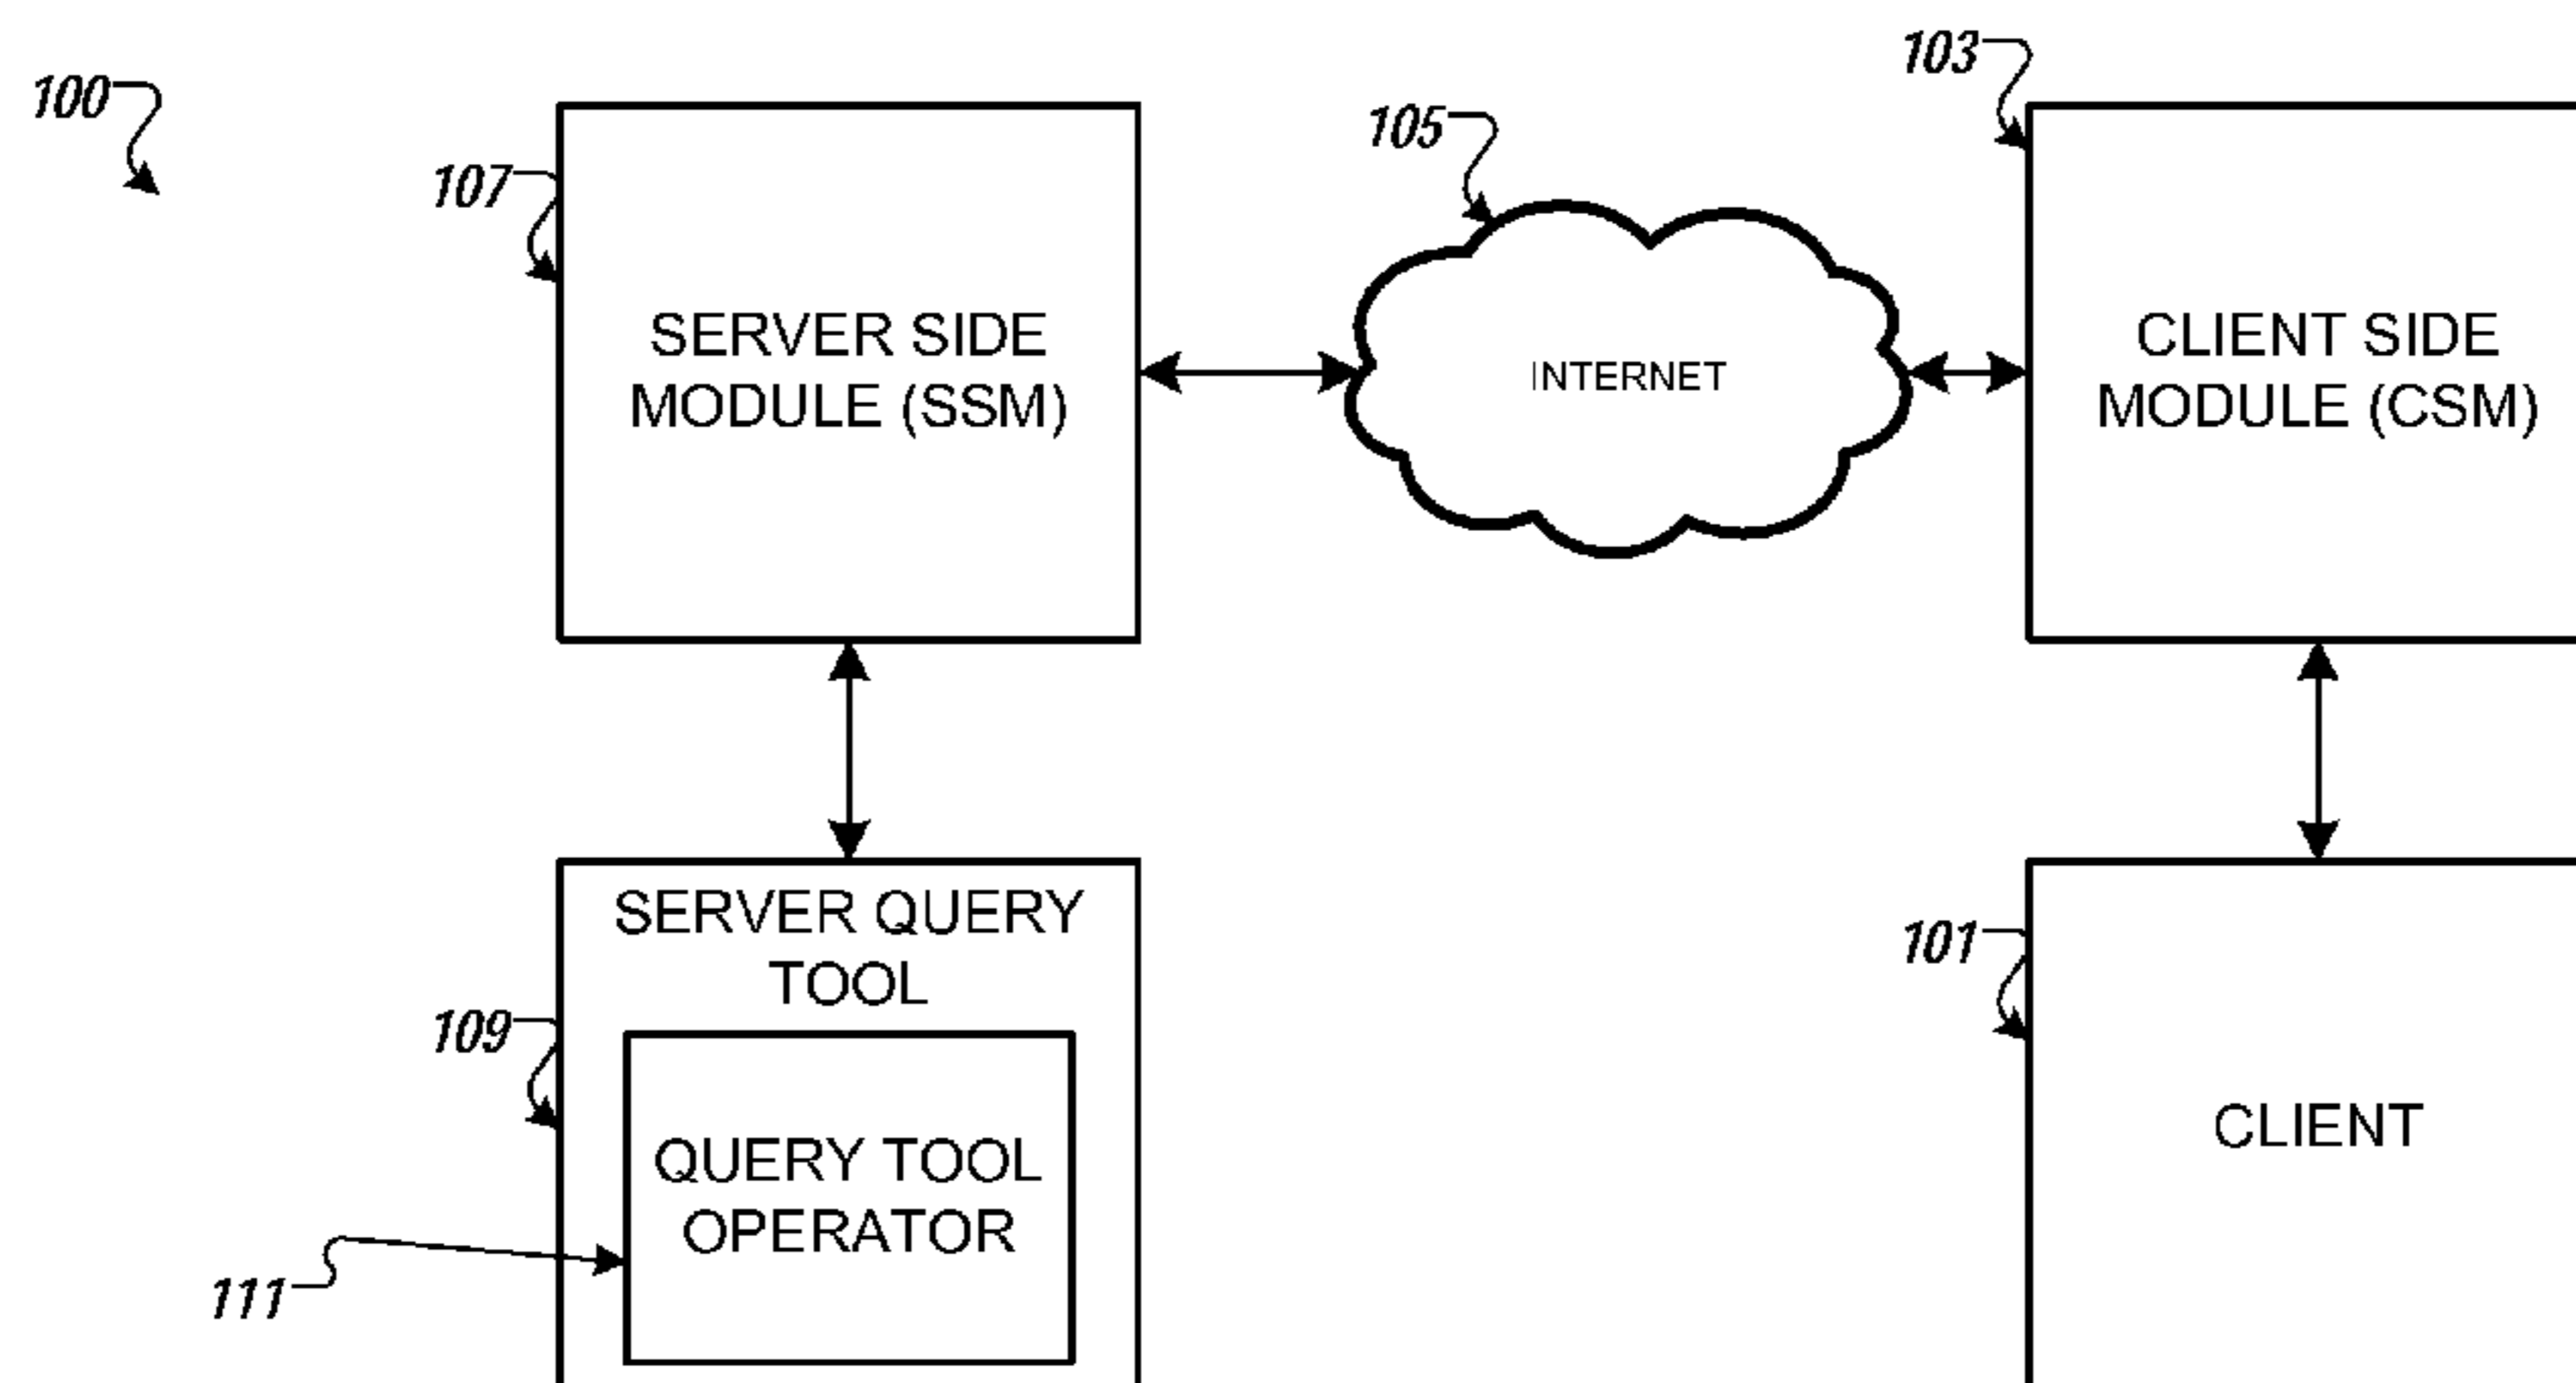 100
107
SERVER SIDE
MODULE (SSM)
105
INTERNET
103
CLIENT SIDE
MODULE (CSM)
109
SERVER QUERY
TOOL
QUERY TOOL
OPERATOR
111
101
CLIENT